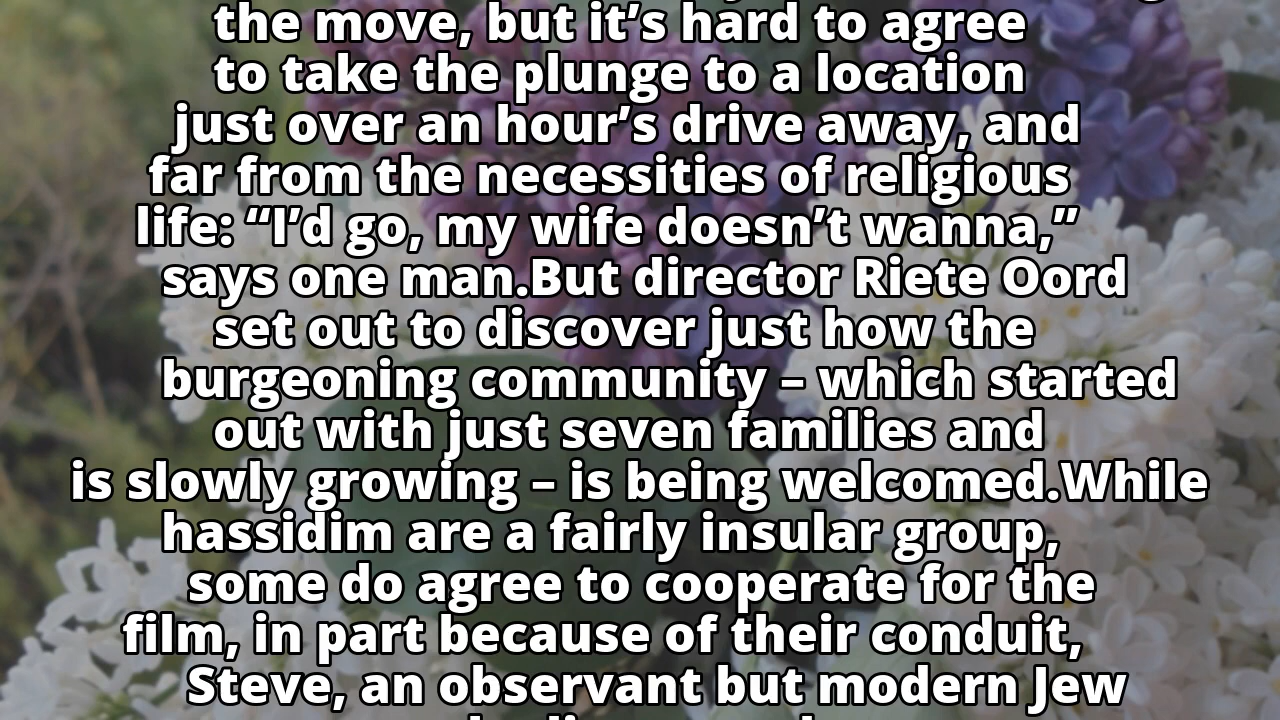 the move, but it’s hard to agree
to take the plunge to a location
just over an hour’s drive away, and
far from the necessities of religious
life: “I’d go, my wife doesn’t wanna,”
says one man.But director Riete Oord
set out to discover just how the
burgeoning community – which started
out with just seven families and
is slowly growing – is being welcomed.While
hassidim are a fairly insular group,
some do agree to cooperate for the
film, in part because of their conduit,
Steve, an observant but modern Jew